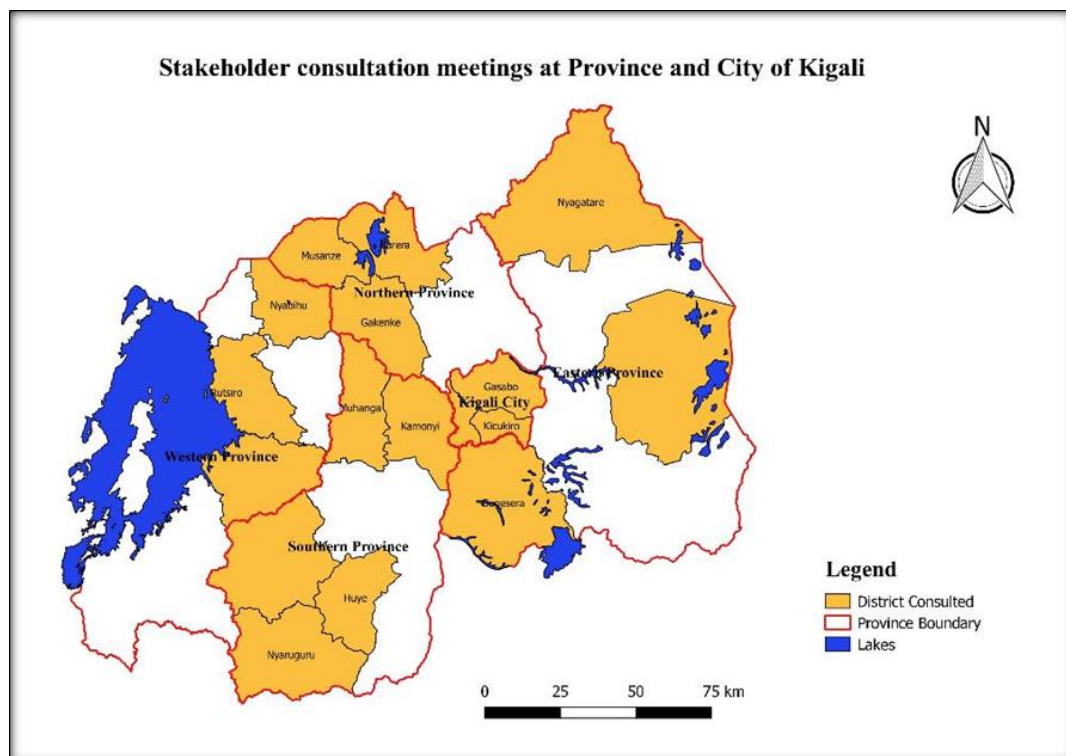 Stakeholder consultation meetings at Province and City of Kigali
N
Nyagatare
Musanze
Northern Province
Nyabihu
Gakenke
Eastern Province
Gasabo
Rutsiro
Kigali City
Muhanga
Kamonyi
Kicukiro
Western Province
Southern Province
Huye
Nyaruguru
Legend
District Consulted
Province Boundary
Lakes
0 25 50 75 km